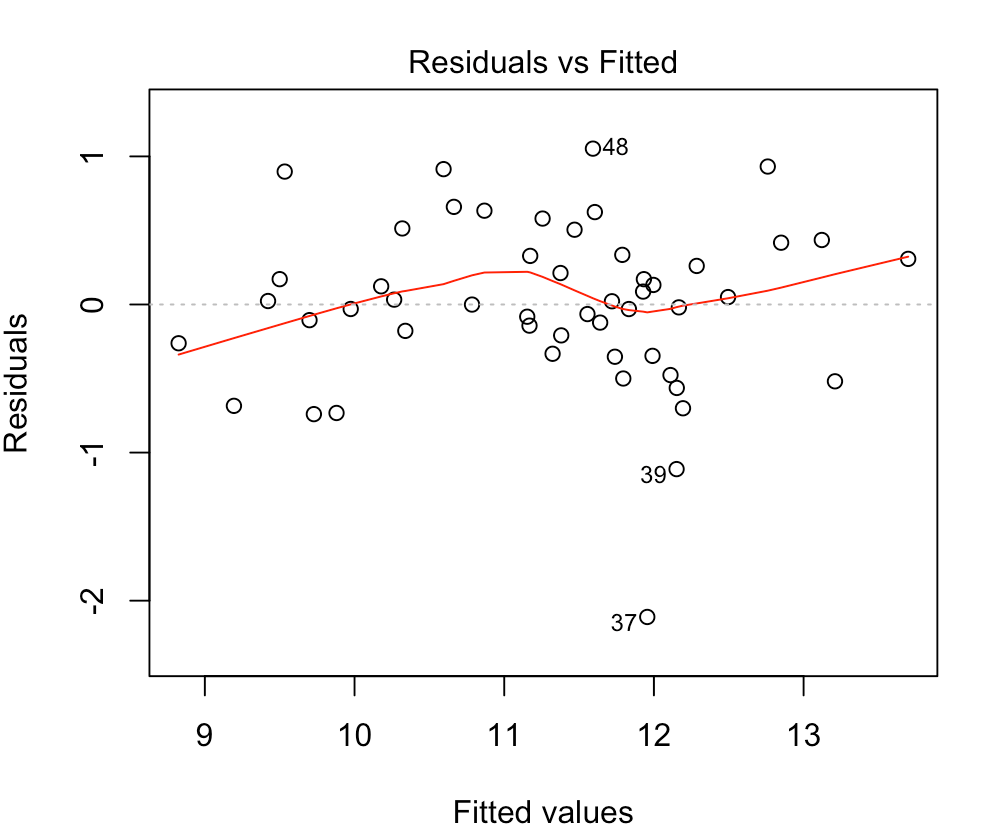 Residuals vs Fitted
Residuals
1
0
-1
-2
48
39
37
9 10 11 12 13
Fitted values